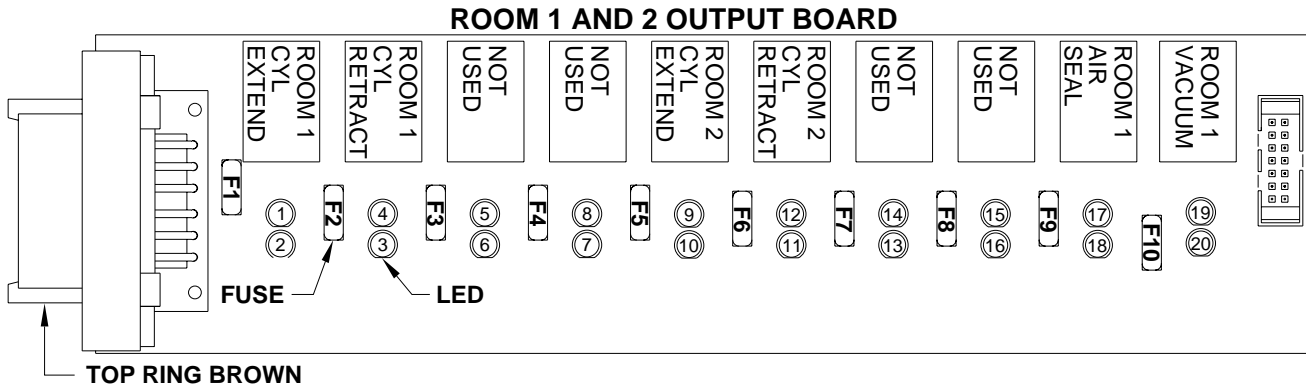 ROOM 1 AND 2 OUTPUT BOARD
ROOM 1
CYL
EXTEND
ROOM 1
CYL
RETRACT
NOT
USED
NOT
USED
ROOM 2
CYL
EXTEND
ROOM 2
CYL
RETRACT
NOT
USED
NOT
USED
ROOM 1
AIR
SEAL
ROOM 1
VACUUM
F1
F2
F3
F4
F5
F6
F7
F8
F9
F10
1
4
5
8
9
12
14
15
17
19
2
3
6
7
10
11
13
16
18
20
FUSE
LED
TOP RING BROWN